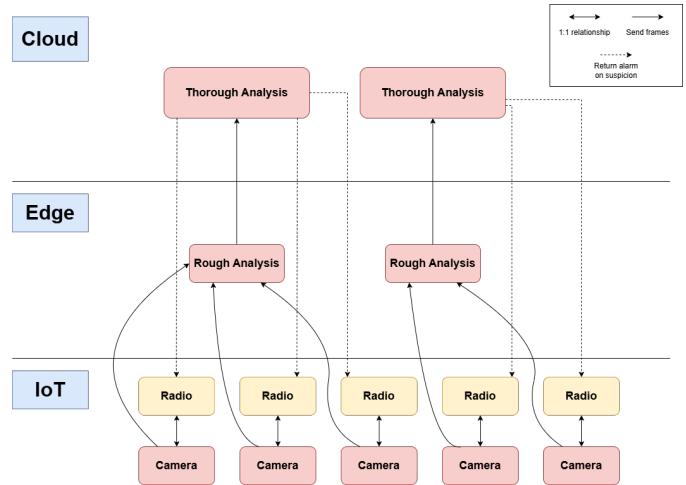 Cloud
1:1 relationship
Send frames
Return alarm
on suspicion
Thorough Analysis
Thorough Analysis
Edge
Rough Analysis
Rough Analysis
IoT
Radio
Radio
Radio
Radio
Radio
Camera
Camera
Camera
Camera
Camera